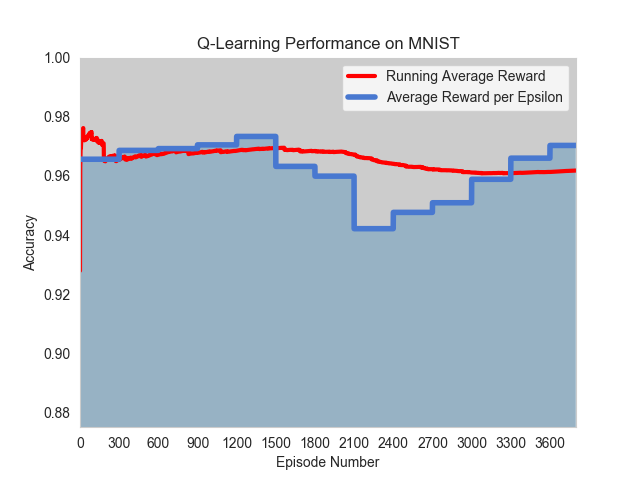 Q-Learning Performance on MNIST
Running Average Reward
Average Reward per Epsilon
Accuracy
1.00
0.98
0.96
0.94
0.92
0.90
0.88
0 300 600 900 1200 1500 1800 2100 2400 2700 3000 3300 3600
Episode Number